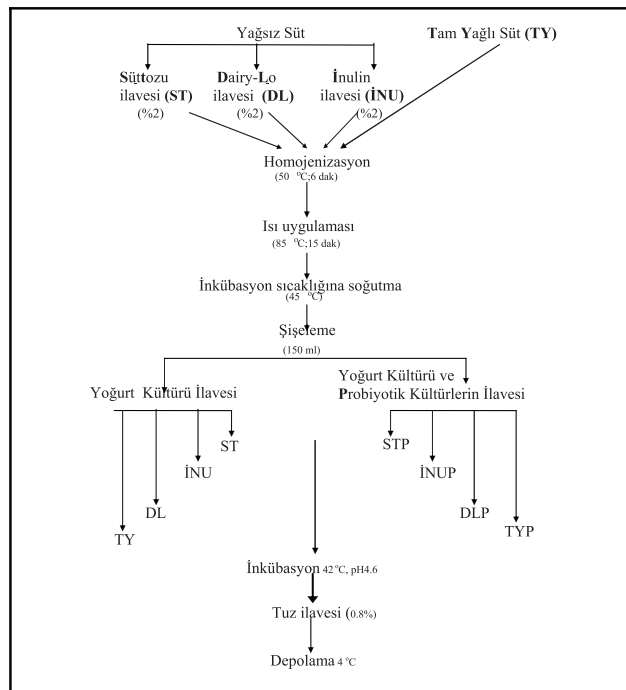 Yağsız Süt
Tam Yağlı Süt (TY)
Süttozu
ilavesi (ST)
(%2)
Dairy-Lo
ilavesi (DL)
(%2)
İnulin
ilavesi (İNU)
(%2)
Homojenizasyon
(50 °C;6 dak)
Isı uygulaması
(85 °C;15 dak)
İnkübasyon sıcaklığına soğutma
(45 °C)
Şişeleme
(150 ml)
Yoğurt Kültürü İlavesi
Yoğurt Kültürü ve
Probiyotik Kültürlerin İlavesi
ST
İNU
DL
TY
STP
İNUP
DLP
TYP
İnkübasyon 42 °C, pH4.6
Tuz ilavesi (0.8%)
Depolama 4 °C